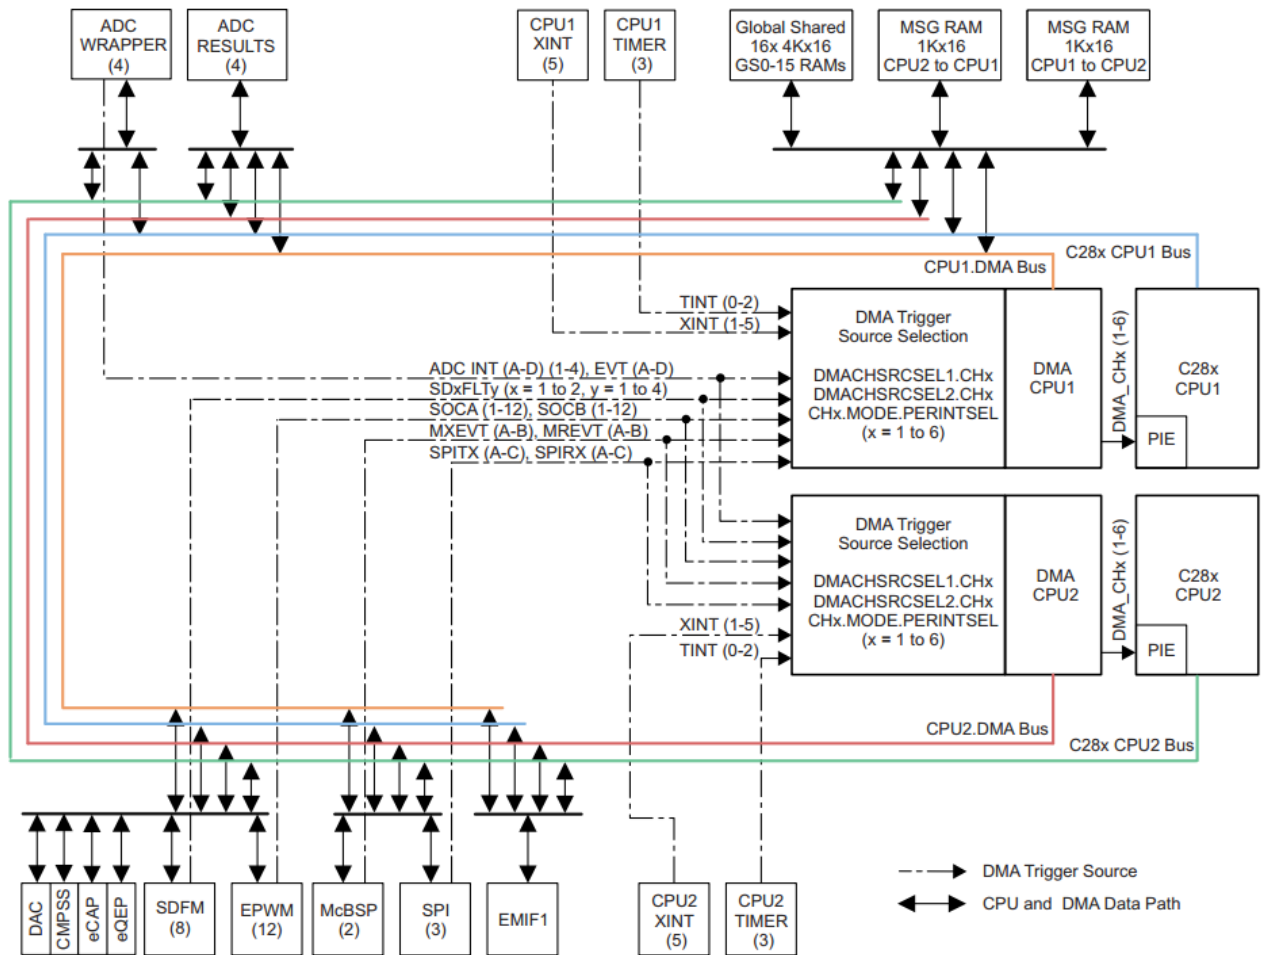 ADC
WRAPPER
(4)
ADC
RESULTS
(4)
CPU1
XINT
(5)
CPU1
TIMER
(3)
Global Shared
16x 4Kx16
GS0-15 RAMs
MSG RAM
1Kx16
CPU2 to CPU1
MSG RAM
1Kx16
CPU1 to CPU2
C28x CPU1 Bus
CPU1.DMA Bus
TINT (0-2)
XINT (1-5)
ADC INT (A-D) (1-4), EVT (A-D)
SDxFLTy (x = 1 to 2, y = 1 to 4)
SOCA (1-12), SOCB (1-12)
MXEVT (A-B), MREVT (A-B)
SPITX (A-C), SPIRX (A-C)
DMA Trigger
Source Selection
DMACHSRCSEL1.CHx
DMACHSRCSEL2.CHx
CHx.MODE.PERINTSEL
(x = 1 to 6)
DMA
CPU1
DMA_CHx (1-6)
C28x
CPU1
PIE
DMA Trigger
Source Selection
DMACHSRCSEL1.CHx
DMACHSRCSEL2.CHx
CHx.MODE.PERINTSEL
(x = 1 to 6)
DMA
CPU2
DMA_CHx (1-6)
C28x
CPU2
PIE
XINT (1-5)
TINT (0-2)
CPU2.DMA Bus
C28x CPU2 Bus
DAC
CMPSS
eCAP
eQEP
SDFM
(8)
EPWM
(12)
McBSP
(2)
SPI
(3)
EMIF1
CPU2
XINT
(5)
CPU2
TIMER
(3)
DMA Trigger Source
CPU and DMA Data Path